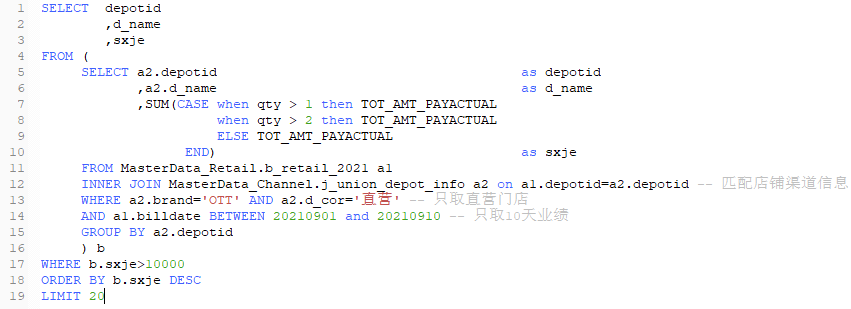 1 SELECT depotid
2 ,d_name
3 ,sxje
4 FROM (
5 SELECT a2.depotid as depotid
6 ,a2.d_name as d_name
7 ,SUM(CASE when qty > 1 then TOT_AMT_PAYACTUAL
8 when qty > 2 then TOT_AMT_PAYACTUAL
9 ELSE TOT_AMT_PAYACTUAL
10 END) as sxje
11 FROM MasterData_Retail.b_retail_2021 a1
12 INNER JOIN MasterData_Channel.j_union_depot_info a2 on a1.depotid=a2.depotid -- 匹配店铺渠道信息
13 WHERE a2.brand='OTT' AND a2.d_cor='直营' -- 只取直营门店
14 AND a1.billdate BETWEEN 20210901 and 20210910 -- 只取10天业绩
15 GROUP BY a2.depotid
16 ) b
17 WHERE b.sxje>10000
18 ORDER BY b.sxje DESC
19 LIMIT 20